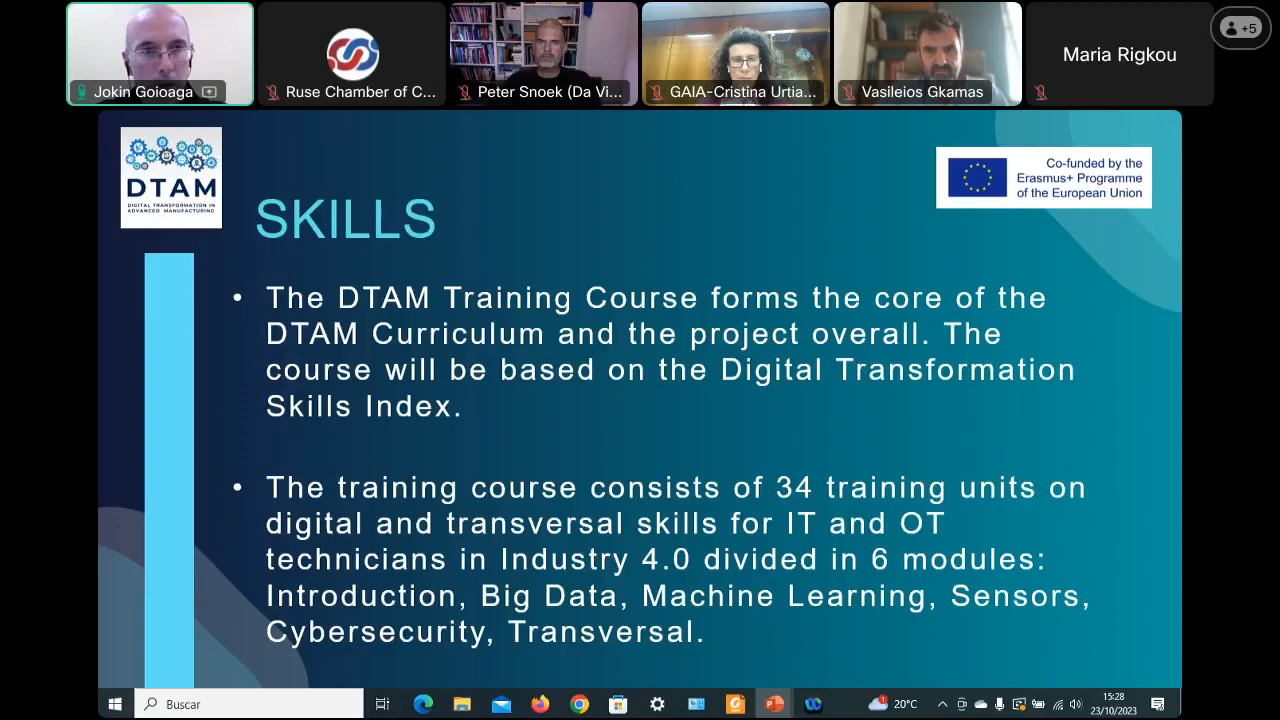 Jokin Goioaga
Ruse Chamber of C...
Peter Snoek (Da Vi...
GAIA-Cristina Urtia...
Vasileios Gkamas
Maria Rigkou
+5
DTAM
DIGITAL TRANSFORMATION IN
ADVANCED MANUFACTURING
Co-funded by the
Erasmus+ Programme
of the European Union
SKILLS
• The DTAM Training Course forms the core of the
DTAM Curriculum and the project overall. The
course will be based on the Digital Transformation
Skills Index.
• The training course consists of 34 training units on
digital and transversal skills for IT and OT
technicians in Industry 4.0 divided in 6 modules:
Introduction, Big Data, Machine Learning, Sensors,
Cybersecurity, Transversal.
Buscar
20°C
15:28
23/10/2023